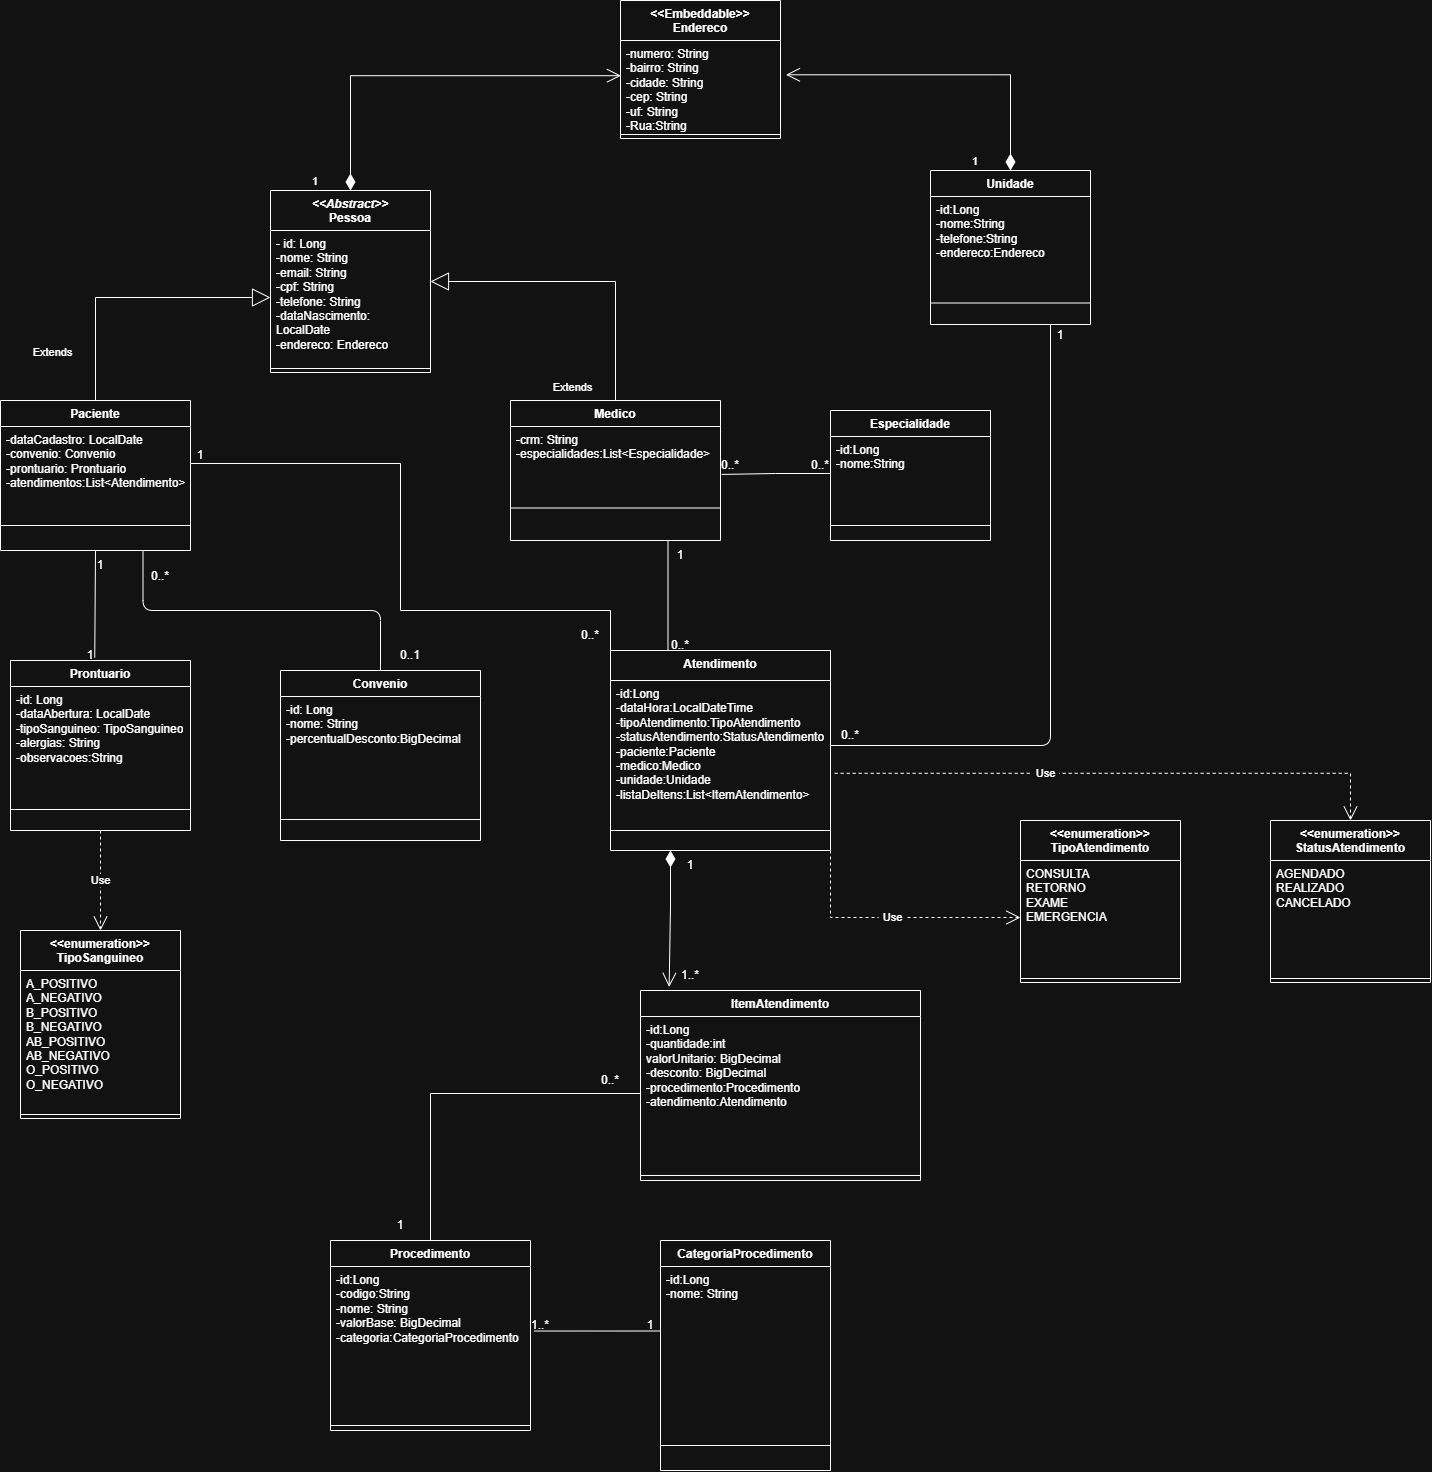 <<Embeddable>>
Endereco
-numero: String
-bairro: String
-cidade: String
-cep: String
-uf: String
-Rua:String
1
1
<<Abstract>>
Pessoa
- id: Long
-nome: String
-email: String
-cpf: String
-telefone: String
-dataNascimento:
LocalDate
-endereco: Endereco
Unidade
-id:Long
-nome:String
-telefone:String
-endereco:Endereco
1
Extends
Extends
Paciente
-dataCadastro: LocalDate
-convenio: Convenio
-prontuario: Prontuario
-atendimentos:List<Atendimento>
1
Medico
-crm: String
-especialidades:List<Especialidade>
0..*
0..*
Especialidade
-id:Long
-nome:String
1
0..*
1
1
0..1
0..*
0..*
Prontuario
-id: Long
-dataAbertura: LocalDate
-tipoSanguineo: TipoSanguineo
-alergias: String
-observacoes:String
Convenio
-id: Long
-nome: String
-percentualDesconto:BigDecimal
Atendimento
-id:Long
-dataHora:LocalDateTime
-tipoAtendimento:TipoAtendimento
-statusAtendimento:StatusAtendimento
-paciente:Paciente
-medico:Medico
-unidade:Unidade
-listaDeItens:List<ItemAtendimento>
0..*
Use
Use
<<enumeration>>
TipoAtendimento
CONSULTA
RETORNO
EXAME
EMERGENCIA
<<enumeration>>
StatusAtendimento
AGENDADO
REALIZADO
CANCELADO
1
Use
<<enumeration>>
TipoSanguineo
A_POSITIVO
A_NEGATIVO
B_POSITIVO
B_NEGATIVO
AB_POSITIVO
AB_NEGATIVO
O_POSITIVO
O_NEGATIVO
1..*
ItemAtendimento
-id:Long
-quantidade:int
valorUnitario: BigDecimal
-desconto: BigDecimal
-procedimento:Procedimento
-atendimento:Atendimento
0..*
1
Procedimento
-id:Long
-codigo:String
-nome: String
-valorBase: BigDecimal
-categoria:CategoriaProcedimento
1..*
1
CategoriaProcedimento
-id:Long
-nome: String